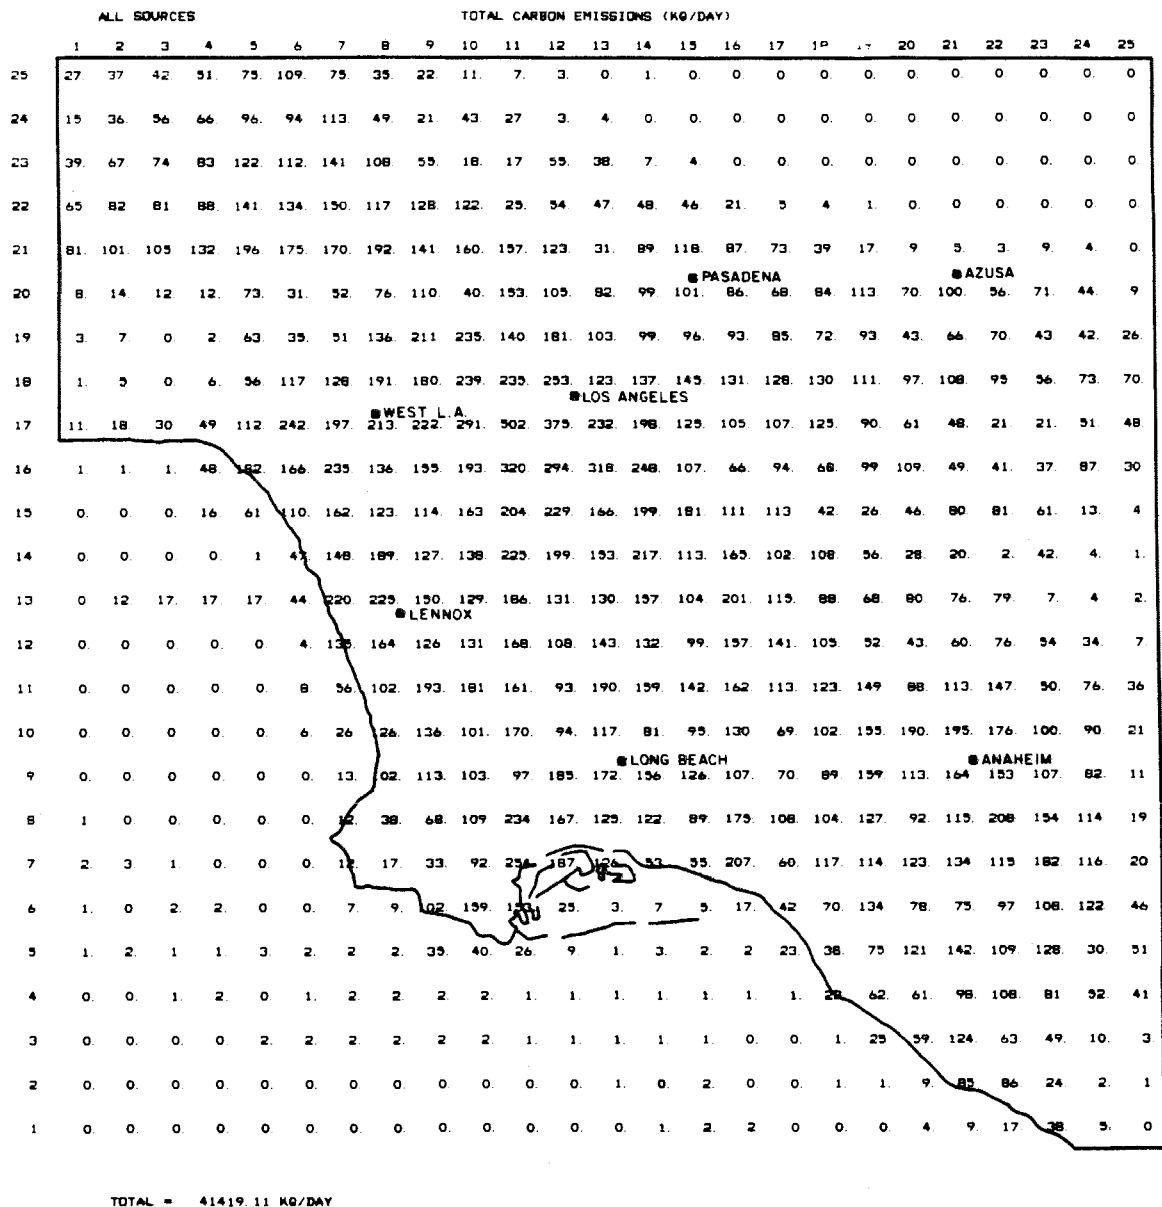 ALL SOURCES TOTAL CARBON EMISSIONS (KG/DAY)
1 2 3 4 5 6 7 8 9 10 11 12 13 14 15 16 17 20 21 22 23 24 25
25 27. 37 42. 51. 75. 109. 75. 35. 22. 11. 7. 3. 0. 1. 0. 0. 0. 0. 0. 0. 0. 0. 0. 0. 0
24 15 36. 56 66. 96. 94 113. 49. 21. 43. 27 3. 4. 0. 0. 0. 0. 0. 0. 0. 0. 0. 0. 0. 0
23 39. 67. 74 83 122. 112. 141 108. 55. 18. 17 55. 38. 7. 4. 0. 0. 0. 0. 0 0. 0. 0. 0. 0.
22 65 82 81 88. 141. 134. 150. 117 128. 122. 25. 54. 47. 48. 46. 21. 5 4 1. 0. 0 0. 0. 0. 0.
21 81. 101. 105 132. 196. 175. 170. 192. 141. 160. 157. 123. 31. 89 118. 87. 73. 39 17. 9 5. 3. 9. 4. 0.
PASADENA AZUSA
20 8. 14. 12 12. 73. 31. 52. 76. 110. 40. 153. 105. 82. 99 101. 86. 68. 84 113. 70. 100. 56. 71. 44. 9
19 3. 7. 0. 2. 63. 35. 51 136. 211 235. 140. 181. 103. 99. 96. 93. 85. 72. 93 43. 66. 70. 43 42. 26.
18 1. 5 0. 6. 56. 117 128. 191. 180. 239. 235. 253. 123. 137. 145. 131. 128. 130 111. 97. 108. 95 56. 73. 70.
LOS ANGELES
WEST L.A.
17 11. 18. 30 49 112. 242. 197. 213. 222. 291. 502. 375. 232. 198. 125. 105. 107. 125. 90. 61 48. 21. 21. 51. 48
16 1. 1. 1. 48. 182. 166. 235. 136. 155. 193. 320. 294. 318. 248. 107. 66. 94. 68. 99 109. 49. 41. 37. 87. 30
15 0. 0. 0. 16. 61 110. 162. 123. 114. 163 204. 229. 166. 199. 181. 111. 113 42. 26. 46. 80. 81. 61. 13. 4
14 0. 0. 0. 0. 1 47. 148. 189. 127. 138. 225. 199. 153. 217. 113. 165. 102. 108. 56. 28. 20. 2. 42. 4. 1.
13 0 12. 17. 17. 17. 44. 220. 225. 150. 129. 186. 131. 130. 157. 104. 201. 115. 88. 68. 80. 76. 79. 7. 4 2.
LENNOX
12 0. 0. 0. 0. 0. 4. 135. 164 126 131 168. 108. 143. 132. 99. 157. 141. 105. 52. 43. 60. 76. 54 34. 7
11 0. 0 0. 0. 0. 8. 56. 102. 193. 181 161. 93. 190. 159. 142. 162 113. 123. 149 88. 113. 147. 50. 76. 36
10 0. 0. 0 0. 0. 6. 26 26. 136. 101. 170. 94. 117. 81. 95. 130 69. 102. 155. 190. 195. 176. 100. 90. 21
LONG BEACH ANAHEIM
9 0. 0. 0. 0. 0. 0. 13. 02. 113. 103. 97 185. 172. 156. 126. 107. 70. 89. 159. 113. 164 153 107. 82. 11
8 1 0. 0. 0. 0. 0. 12. 38. 68. 109 234 167. 125. 122. 89. 175. 108. 104. 127. 92. 115. 208 154 114 19
7 2. 3. 1 0. 0. 0. 12. 17. 33. 92. 187. 126. 53. 55. 207. 60. 117. 114. 123. 134 115 182. 116. 20
6 1. 0 2. 2. 0 0. 7. 9. 02. 159. 25. 3. 7 5. 17. 42 70. 134 78. 75. 97 108. 122 46
5 1. 2. 1 1. 3. 2. 2 2. 35. 40. 26. 9. 1. 3. 2. 2 23. 38. 75 121 142. 109. 128. 30. 51
4 0. 0. 1. 2. 0. 1. 2. 2. 2. 2. 1. 1. 1. 1. 1. 1. 1. 62. 61. 98. 108. 81 52. 41
3 0. 0. 0. 0. 2. 2. 2. 2. 2 2. 1. 1. 1. 1. 1. 0. 0. 1. 25 59. 124. 63. 49. 10. 3.
2 0. 0. 0. 0. 0. 0. 0. 0. 0. 0. 0. 0. 1. 0. 2. 0. 0. 1. 1. 9. 85. 86. 24. 2. 1
1 0. 0. 0. 0. 0. 0. 0. 0. 0. 0. 0. 0. 0. 1. 2. 2 0 0. 0. 4. 9. 17. 38. 5. 0
TOTAL = 41419.11 KG/DAY